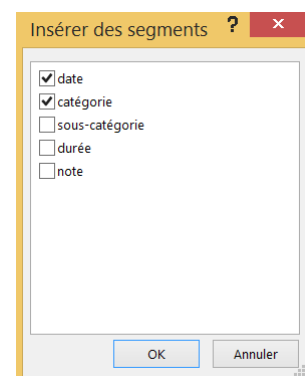 Insérer des segments ? ×
date
catégorie
sous-catégorie
durée
note
OK Annuler